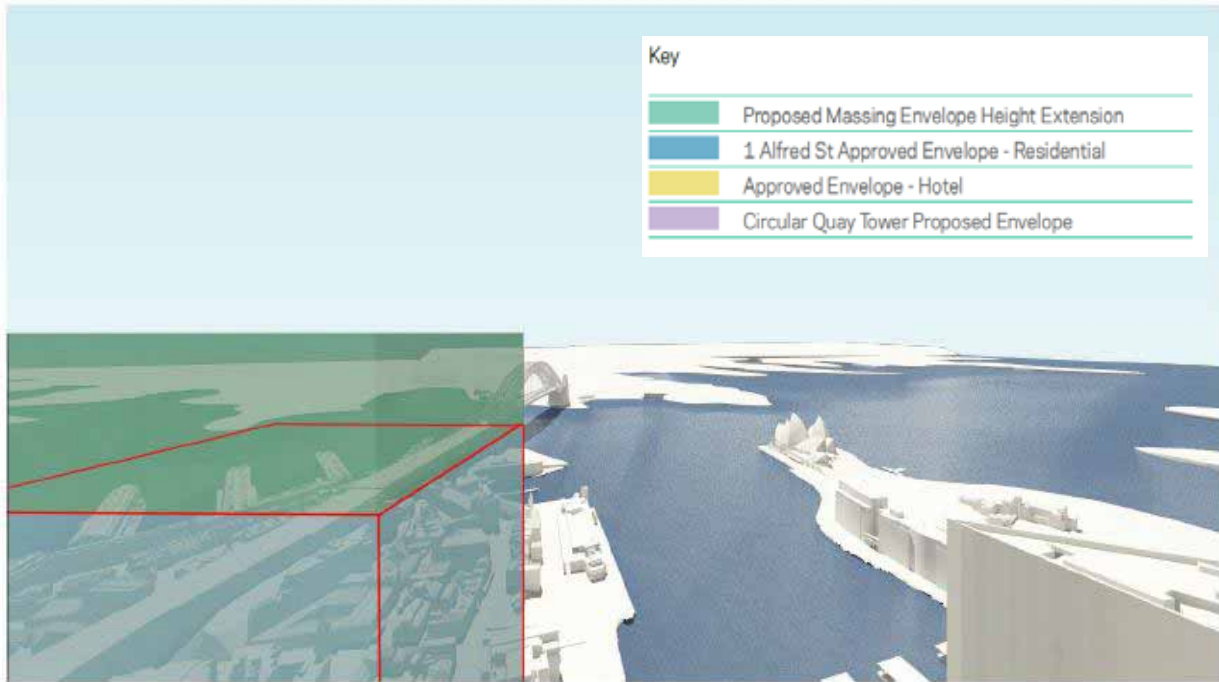 Key
Proposed Massing Envelope Height Extension
1 Alfred St Approved Envelope - Residential
Approved Envelope - Hotel
Circular Quay Tower Proposed Envelope